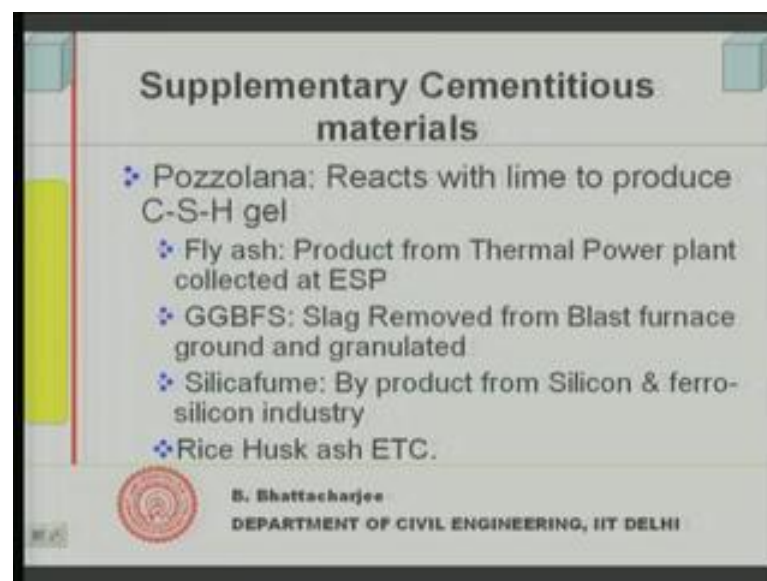 Supplementary Cementitious
materials
Pozzolana: Reacts with lime to produce
C-S-H gel
Fly ash: Product from Thermal Power plant
collected at ESP
GGBFS: Slag Removed from Blast furnace
ground and granulated
Silicafume: By product from Silicon & ferro-
silicon industry
Rice Husk ash ETC.
B. Bhattacharjee
DEPARTMENT OF CIVIL ENGINEERING, IIT DELHI